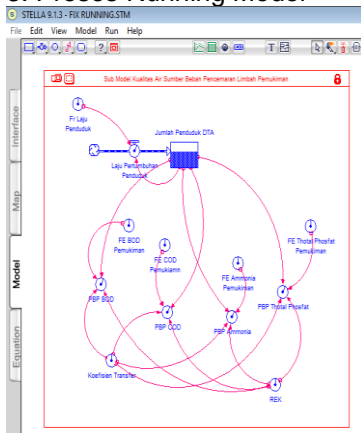 3. Proses Running Model
STELLA 9.1.3 - FIX RUNNING.STM
File Edit View Model Run Help
Interface
Map
Model
Equation
Sub Model Kualitas Air Sumber Beban Pencemaran Limbah Pemukiman
Fr Laju
Penduduk
Jumlah Penduduk DTA
Laju Pertumbuhan
Penduduk
FE BOD
Pemukiman
FE COD
Pemukiamn
FE Ammonia
Pemukiman
FE Thotal Phosfat
Pemukiman
PBP BOD
PBP COD
PBP Ammonia
PBP Thotal Phosfat
Koefisien Transfer
REK